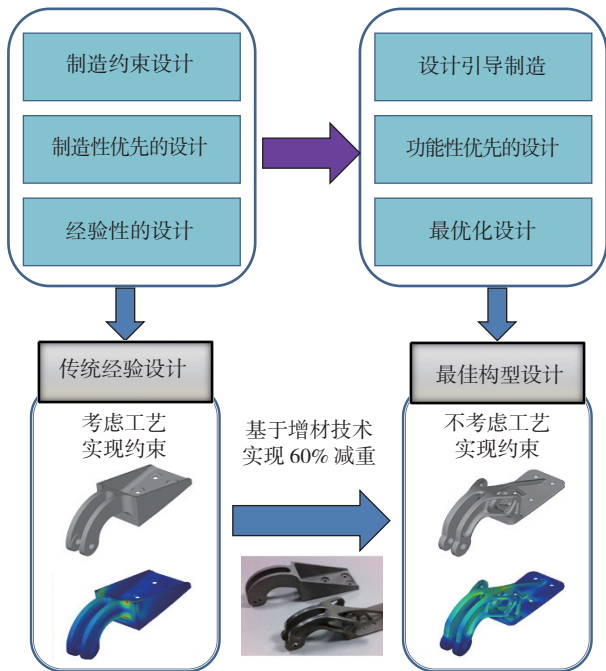 制造约束设计
制造性优先的设计
经验性的设计
设计引导制造
功能性优先的设计
最优化设计
传统经验设计
考虑工艺
实现约束
基于增材技术
实现 60% 减重
最佳构型设计
不考虑工艺
实现约束